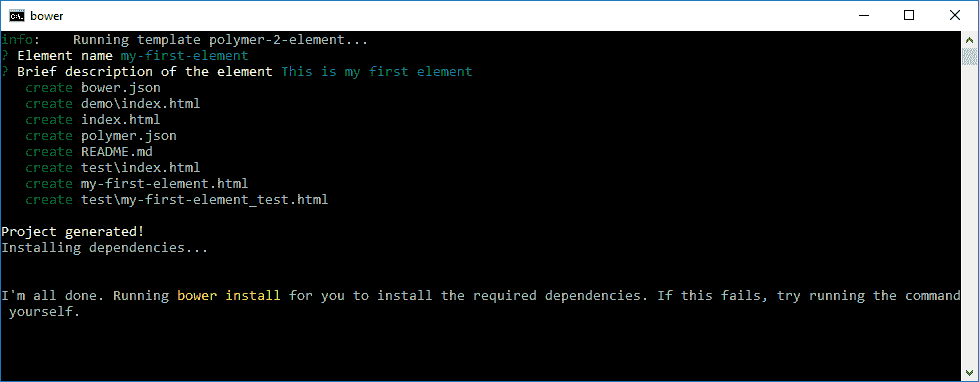 bower
info:    Running template polymer-2-element...
? Element name my-first-element
? Brief description of the element This is my first element
   create bower.json
   create demo\index.html
   create index.html
   create polymer.json
   create README.md
   create test\index.html
   create my-first-element.html
   create test\my-first-element_test.html
Project generated!
Installing dependencies...
I'm all done. Running bower install for you to install the required dependencies. If this fails, try running the command
 yourself.